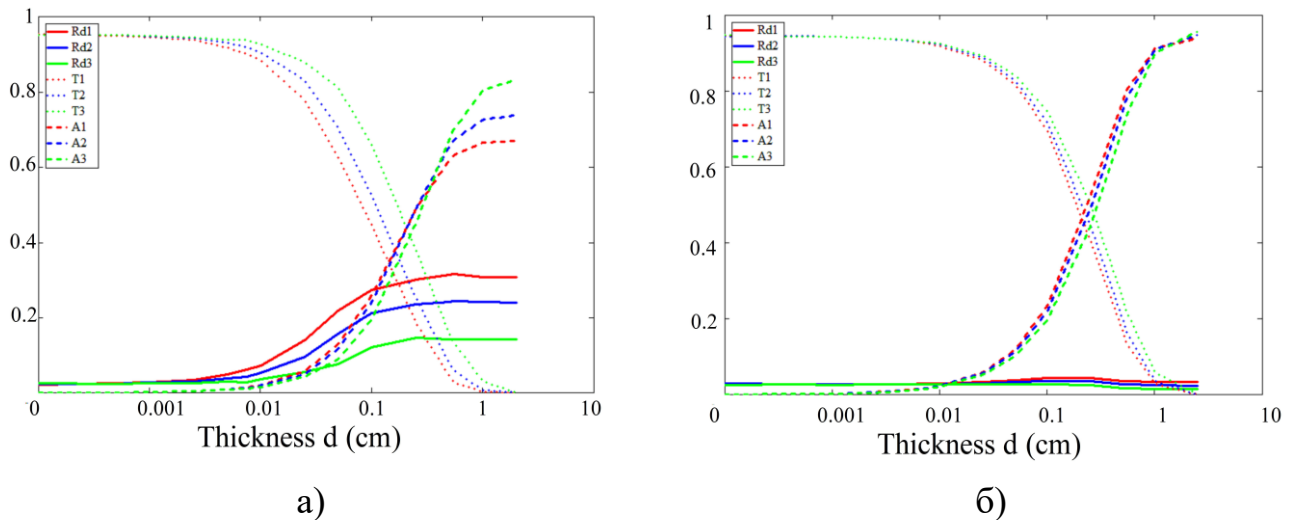 1
Rd1
Rd2
Rd3
T1
T2
T3
A1
A2
A3
0.8
0.6
0.4
0.2
0
0.001
0.01
0.1
1
10
Thickness d (cm)
а)
1
Rd1
Rd2
Rd3
T1
T2
T3
A1
A2
A3
0.8
0.6
0.4
0.2
0
0.001
0.01
0.1
1
10
Thickness d (cm)
б)